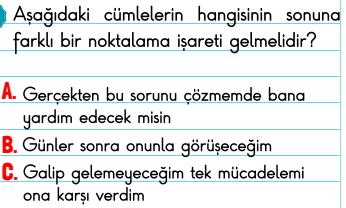 Aşağıdaki cümlelerin hangisinin sonuna
farklı bir noktalama işareti gelmelidir?
A. Gerçekten bu sorunu çözmemde bana
yardım edecek misin
B. Günler sonra onunla görüşeceğim
C. Galip gelemeyeceğim tek mücadelemi
ona karşı verdim